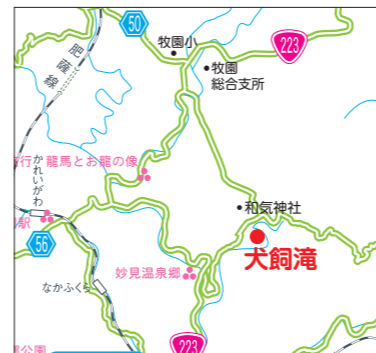 50
牧園小
223
肥薩線
牧園
総合支所
行
龍馬とお龍の像
かれいがわ
和気神社
駅
56
犬飼滝
妙見温泉郷
なかふくら
223
公園